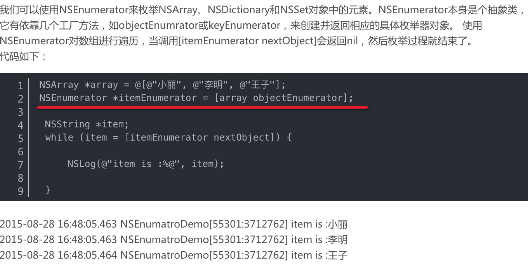 我们可以使用NSEnumerator来枚举NSArray、NSDictionary和NSSet对象中的元素。NSEnumerator本身是个抽象类,
它有依靠几个工厂方法，如objectEnumrator或keyEnumerator，来创建并返回相应的具体枚举器对象。 使用
NSEnumerator对数组进行遍历，当调用[itemEnumerator nextObject]会返回nil，然后枚举过程就结束了。
代码如下：
1 NSArray *array = @[@"小丽", @"李明", @"王子"];
2 NSEnumerator *itemEnumerator = [array objectEnumerator];
3
4 NSString *item;
5 while (item = [itemEnumerator nextObject]) {
6
7 NSLog(@"item is :%@", item);
8
9 }
2015-08-28 16:48:05.463 NSEnumatroDemo[55301:3712762] item is :小丽
2015-08-28 16:48:05.463 NSEnumatroDemo[55301:3712762] item is :李明
2015-08-28 16:48:05.464 NSEnumatroDemo[55301:3712762] item is :王子